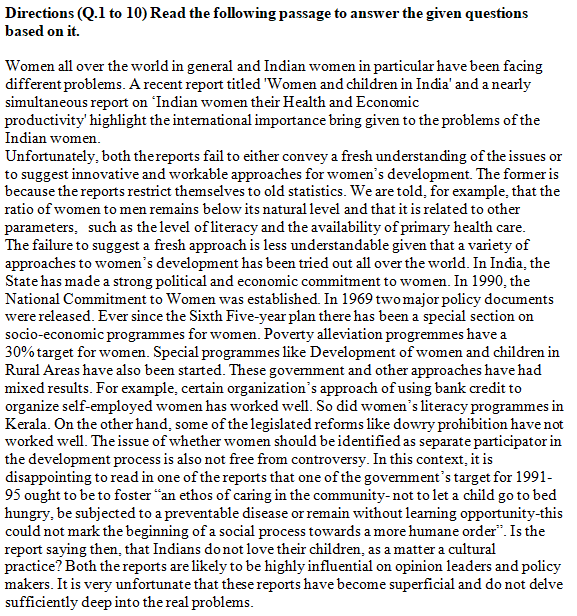 Directions (Q.1 to 10) Read the following passage to answer the given questions
based on it.
Women all over the world in general and Indian women in particular have been facing
different problems. A recent report titled 'Women and children in India' and a nearly
simultaneous report on ‘Indian women their Health and Economic
productivity' highlight the international importance bring given to the problems of the
Indian women.
Unfortunately, both the reports fail to either convey a fresh understanding of the issues or
to suggest innovative and workable approaches for women’s development. The former is
because the reports restrict themselves to old statistics. We are told, for example, that the
ratio of women to men remains below its natural level and that it is related to other
parameters, such as the level of literacy and the availability of primary health care.
The failure to suggest a fresh approach is less understandable given that a variety of
approaches to women’s development has been tried out all over the world. In India, the
State has made a strong political and economic commitment to women. In 1990, the
National Commitment to Women was established. In 1969 two major policy documents
were released. Ever since the Sixth Five-year plan there has been a special section on
socio-economic programmes for women. Poverty alleviation progremmes have a
30% target for women. Special programmes like Development of women and children in
Rural Areas have also been started. These govenment and other approaches have had
mixed results. For example, certain organization’s approach of using bank credit to
organize self-employed women has worked well. So did women’s literacy programmes in
Kerala. On the other hand, some of the legislated reforms like dowry prohibition have not
worked well. The issue of whether women should be identified as separate participator in
the development process is also not free from controversy. In this context, it is
disappointing to read in one of the reports that one of the government’s target for 1991-
95 ought to be to foster “an ethos of caring in the community- not to let a child go to bed
hungry, be subjected to a preventable disease or remain without learning opportunity-this
could not mark the beginning of a social process towards a more humane order”. Is the
report saying then, that Indians do not love their children, as a matter a cultural
practice? Both the reports are likely to be highly influential on opinion leaders and policy
makers. It is very unfortunate that these reports have become superficial and do not delve
sufficiently deep into the real problems.